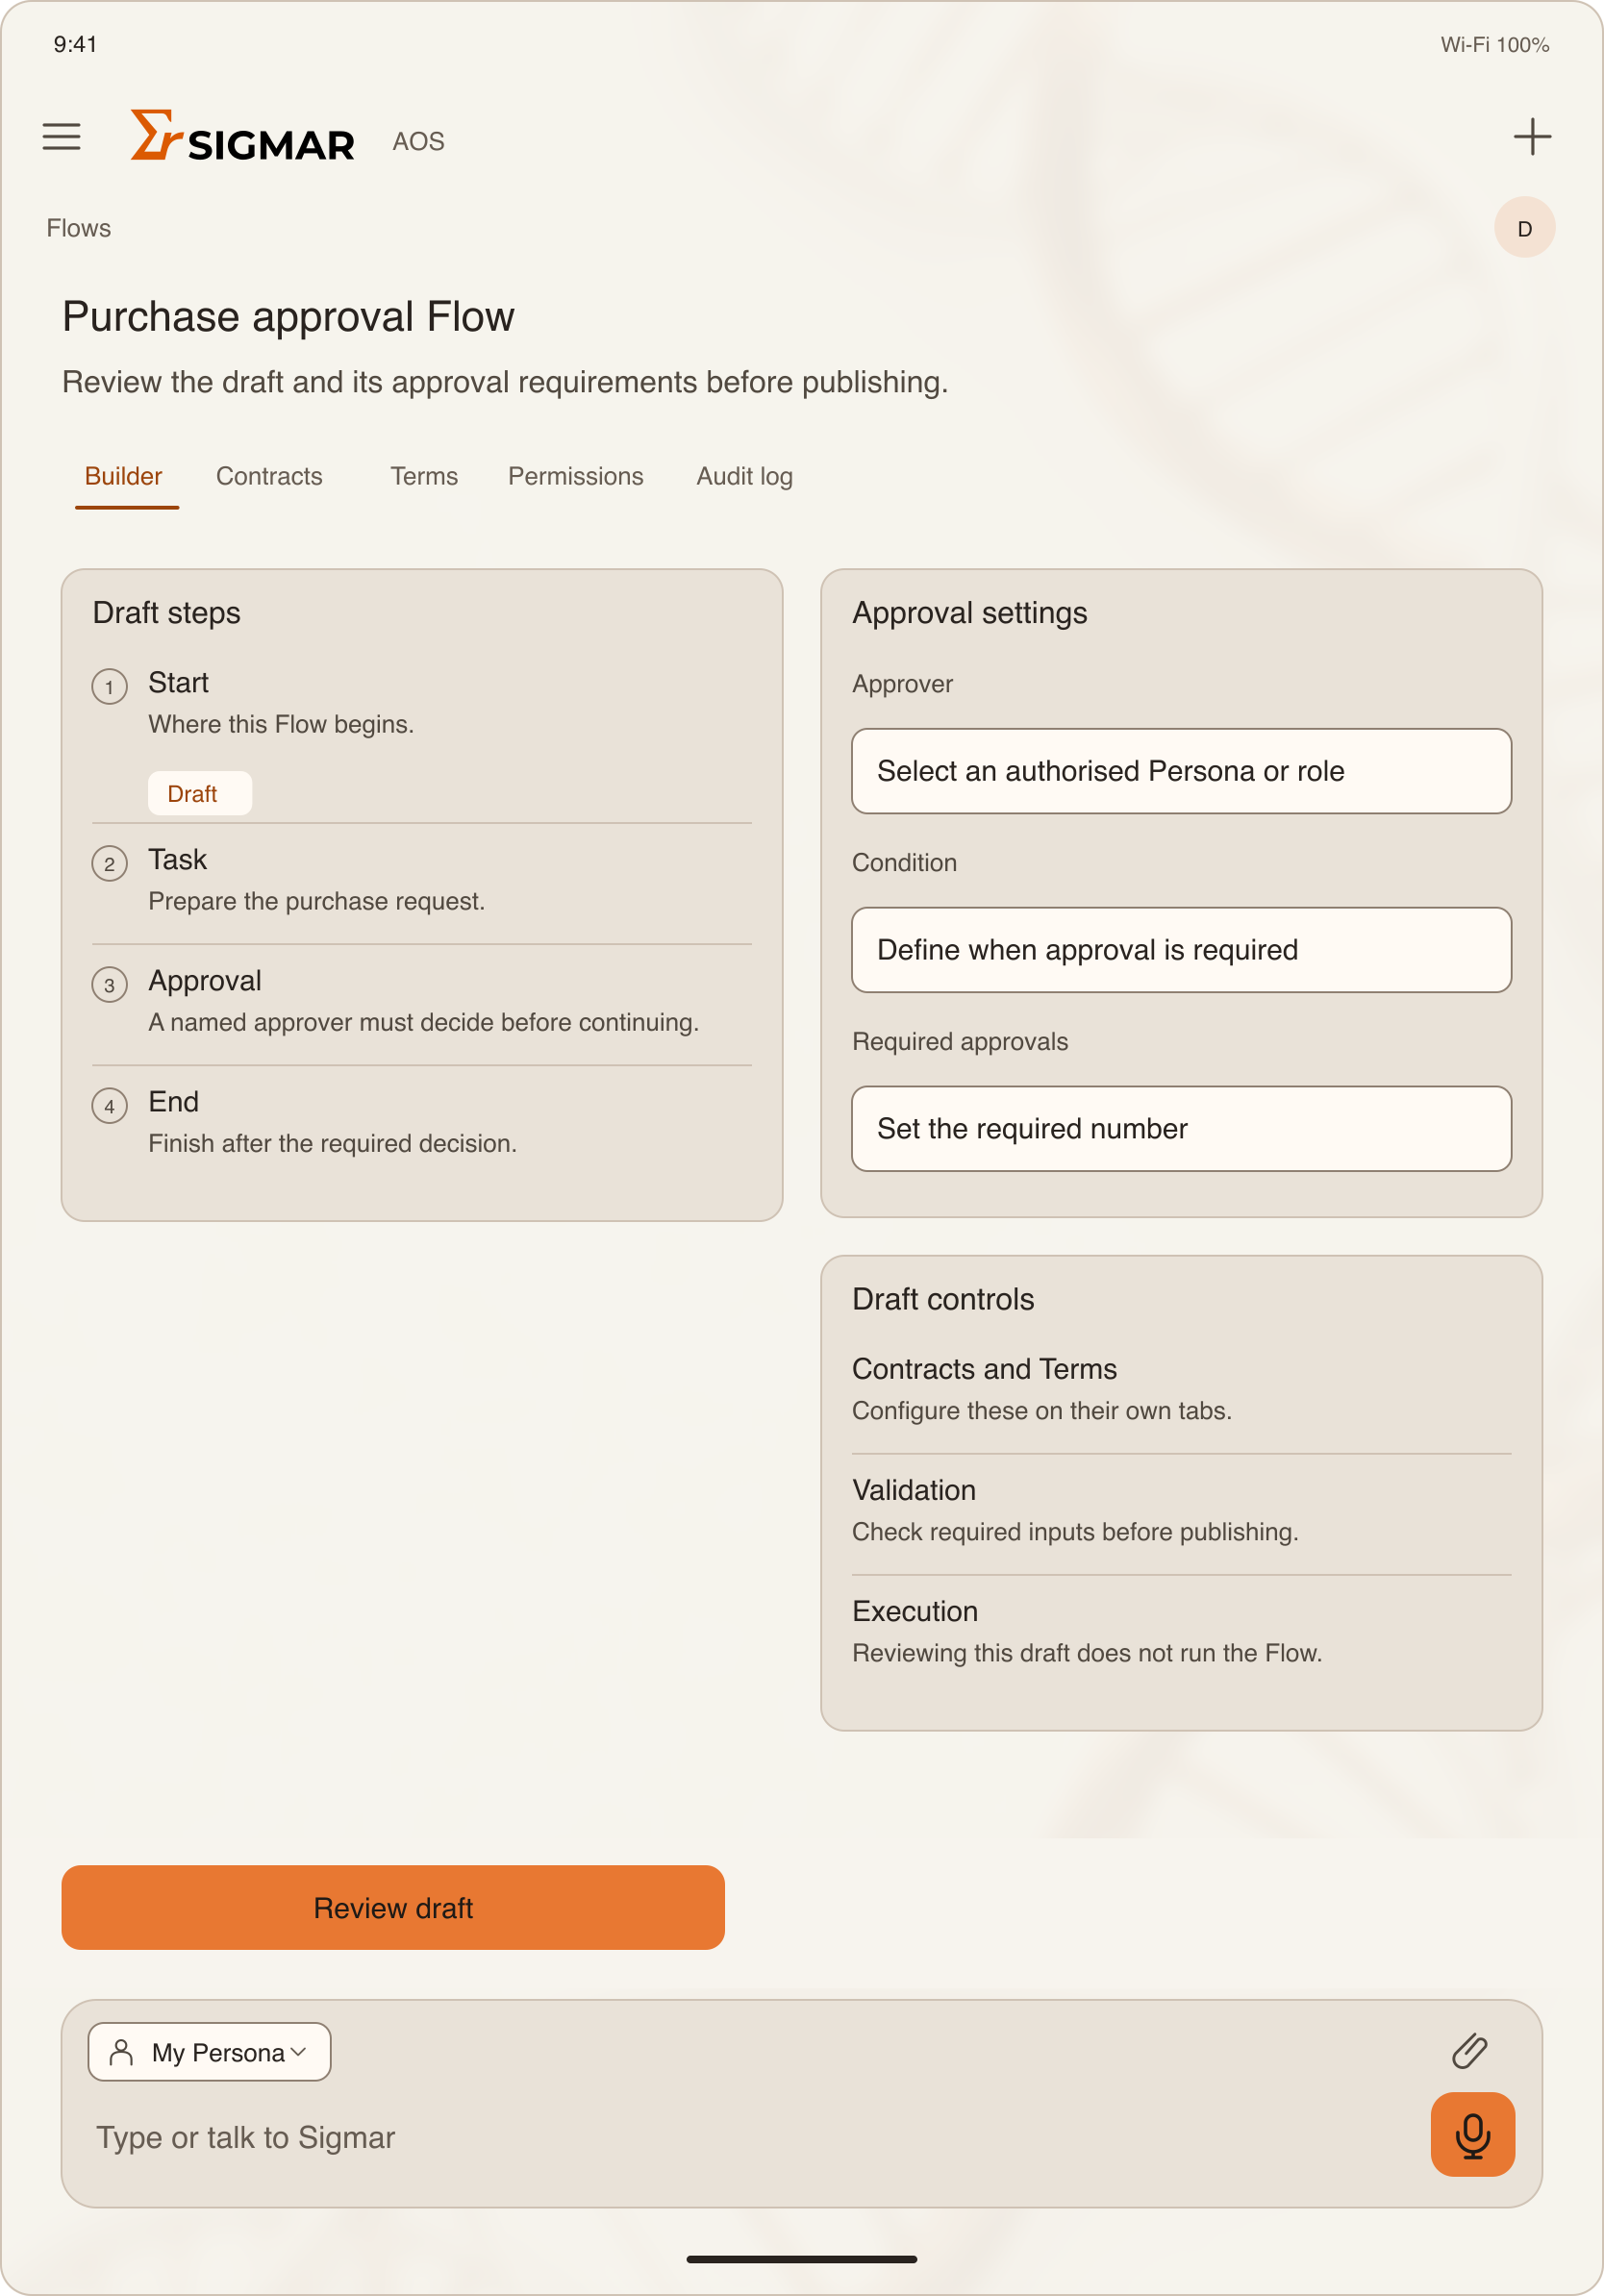 9:41
Wi-Fi 100%
Σr SIGMAR AOS
Flows
D
Purchase approval Flow
Review the draft and its approval requirements before publishing.
Builder Contracts Terms Permissions Audit log
Draft steps
1 Start
Where this Flow begins.
Draft
2 Task
Prepare the purchase request.
3 Approval
A named approver must decide before continuing.
4 End
Finish after the required decision.
Approval settings
Approver
Select an authorised Persona or role
Condition
Define when approval is required
Required approvals
Set the required number
Draft controls
Contracts and Terms
Configure these on their own tabs.
Validation
Check required inputs before publishing.
Execution
Reviewing this draft does not run the Flow.
Review draft
My Persona
Type or talk to Sigmar